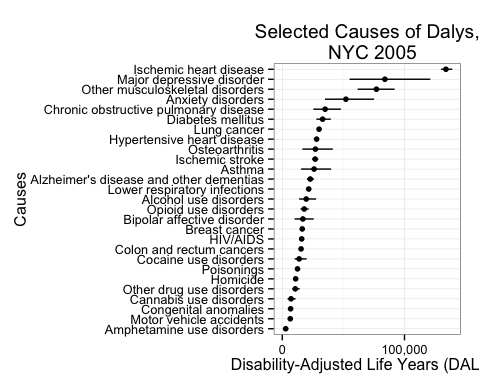 Selected Causes of Dalys,
NYC 2005
Causes
Ischemic heart disease
Major depressive disorder
Other musculoskeletal disorders
Anxiety disorders
Chronic obstructive pulmonary disease
Diabetes mellitus
Lung cancer
Hypertensive heart disease
Osteoarthritis
Ischemic stroke
Asthma
Alzheimer's disease and other dementias
Lower respiratory infections
Alcohol use disorders
Opioid use disorders
Bipolar affective disorder
Breast cancer
HIV/AIDS
Colon and rectum cancers
Cocaine use disorders
Poisonings
Homicide
Other drug use disorders
Cannabis use disorders
Congenital anomalies
Motor vehicle accidents
Amphetamine use disorders
0 100,000
Disability-Adjusted Life Years (DAL